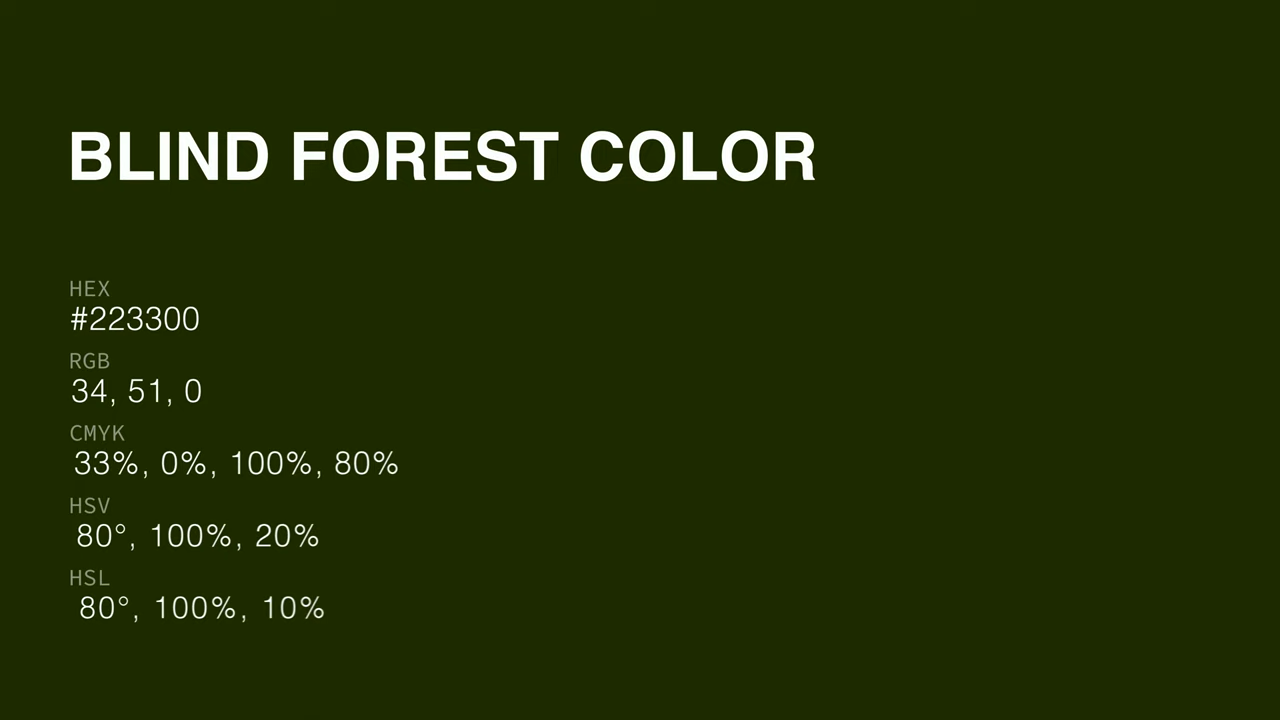 BLIND FOREST COLOR
HEX
#223300
RGB
34, 51, 0
CMYK
33%, 0%, 100%, 80%
HSV
80°, 100%, 20%
HSL
80°, 100%, 10%